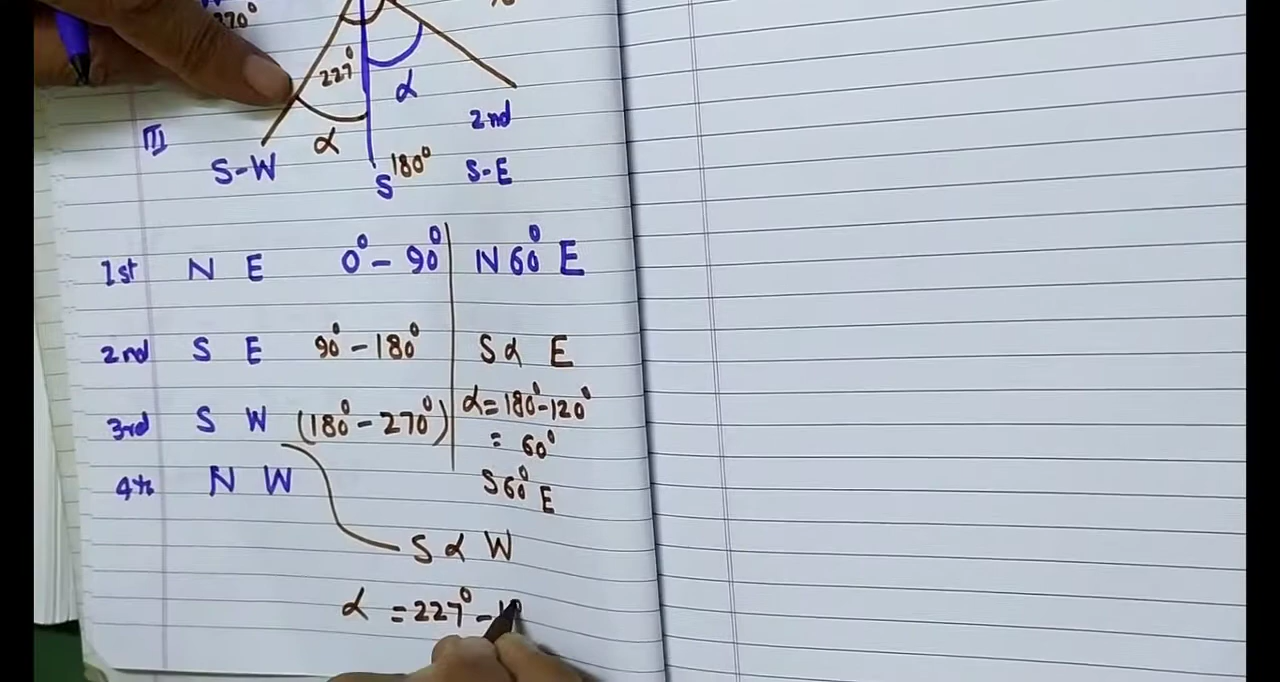 270°
227°
α
α
2nd
III
S-W
S 180°
S-E
1st N E 0° - 90° N 60° E
2nd S E 90° - 180° S α E
3rd S W (180° - 270°) α = 180° - 120°
= 60°
4th N W S 60° E
S α W
α = 227° -